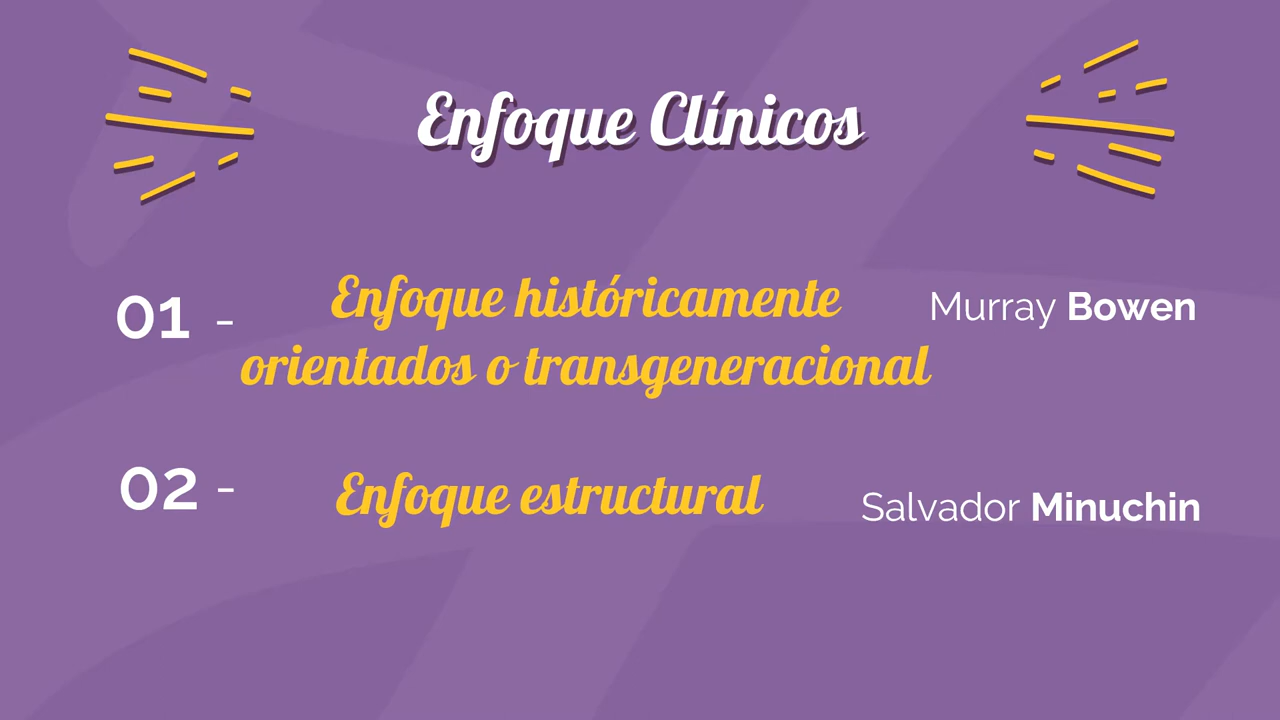 Enfoque Clínicos
01 - Enfoque históricamente Murray Bowen
orientados o transgeneracional
02 - Enfoque estructural Salvador Minuchin